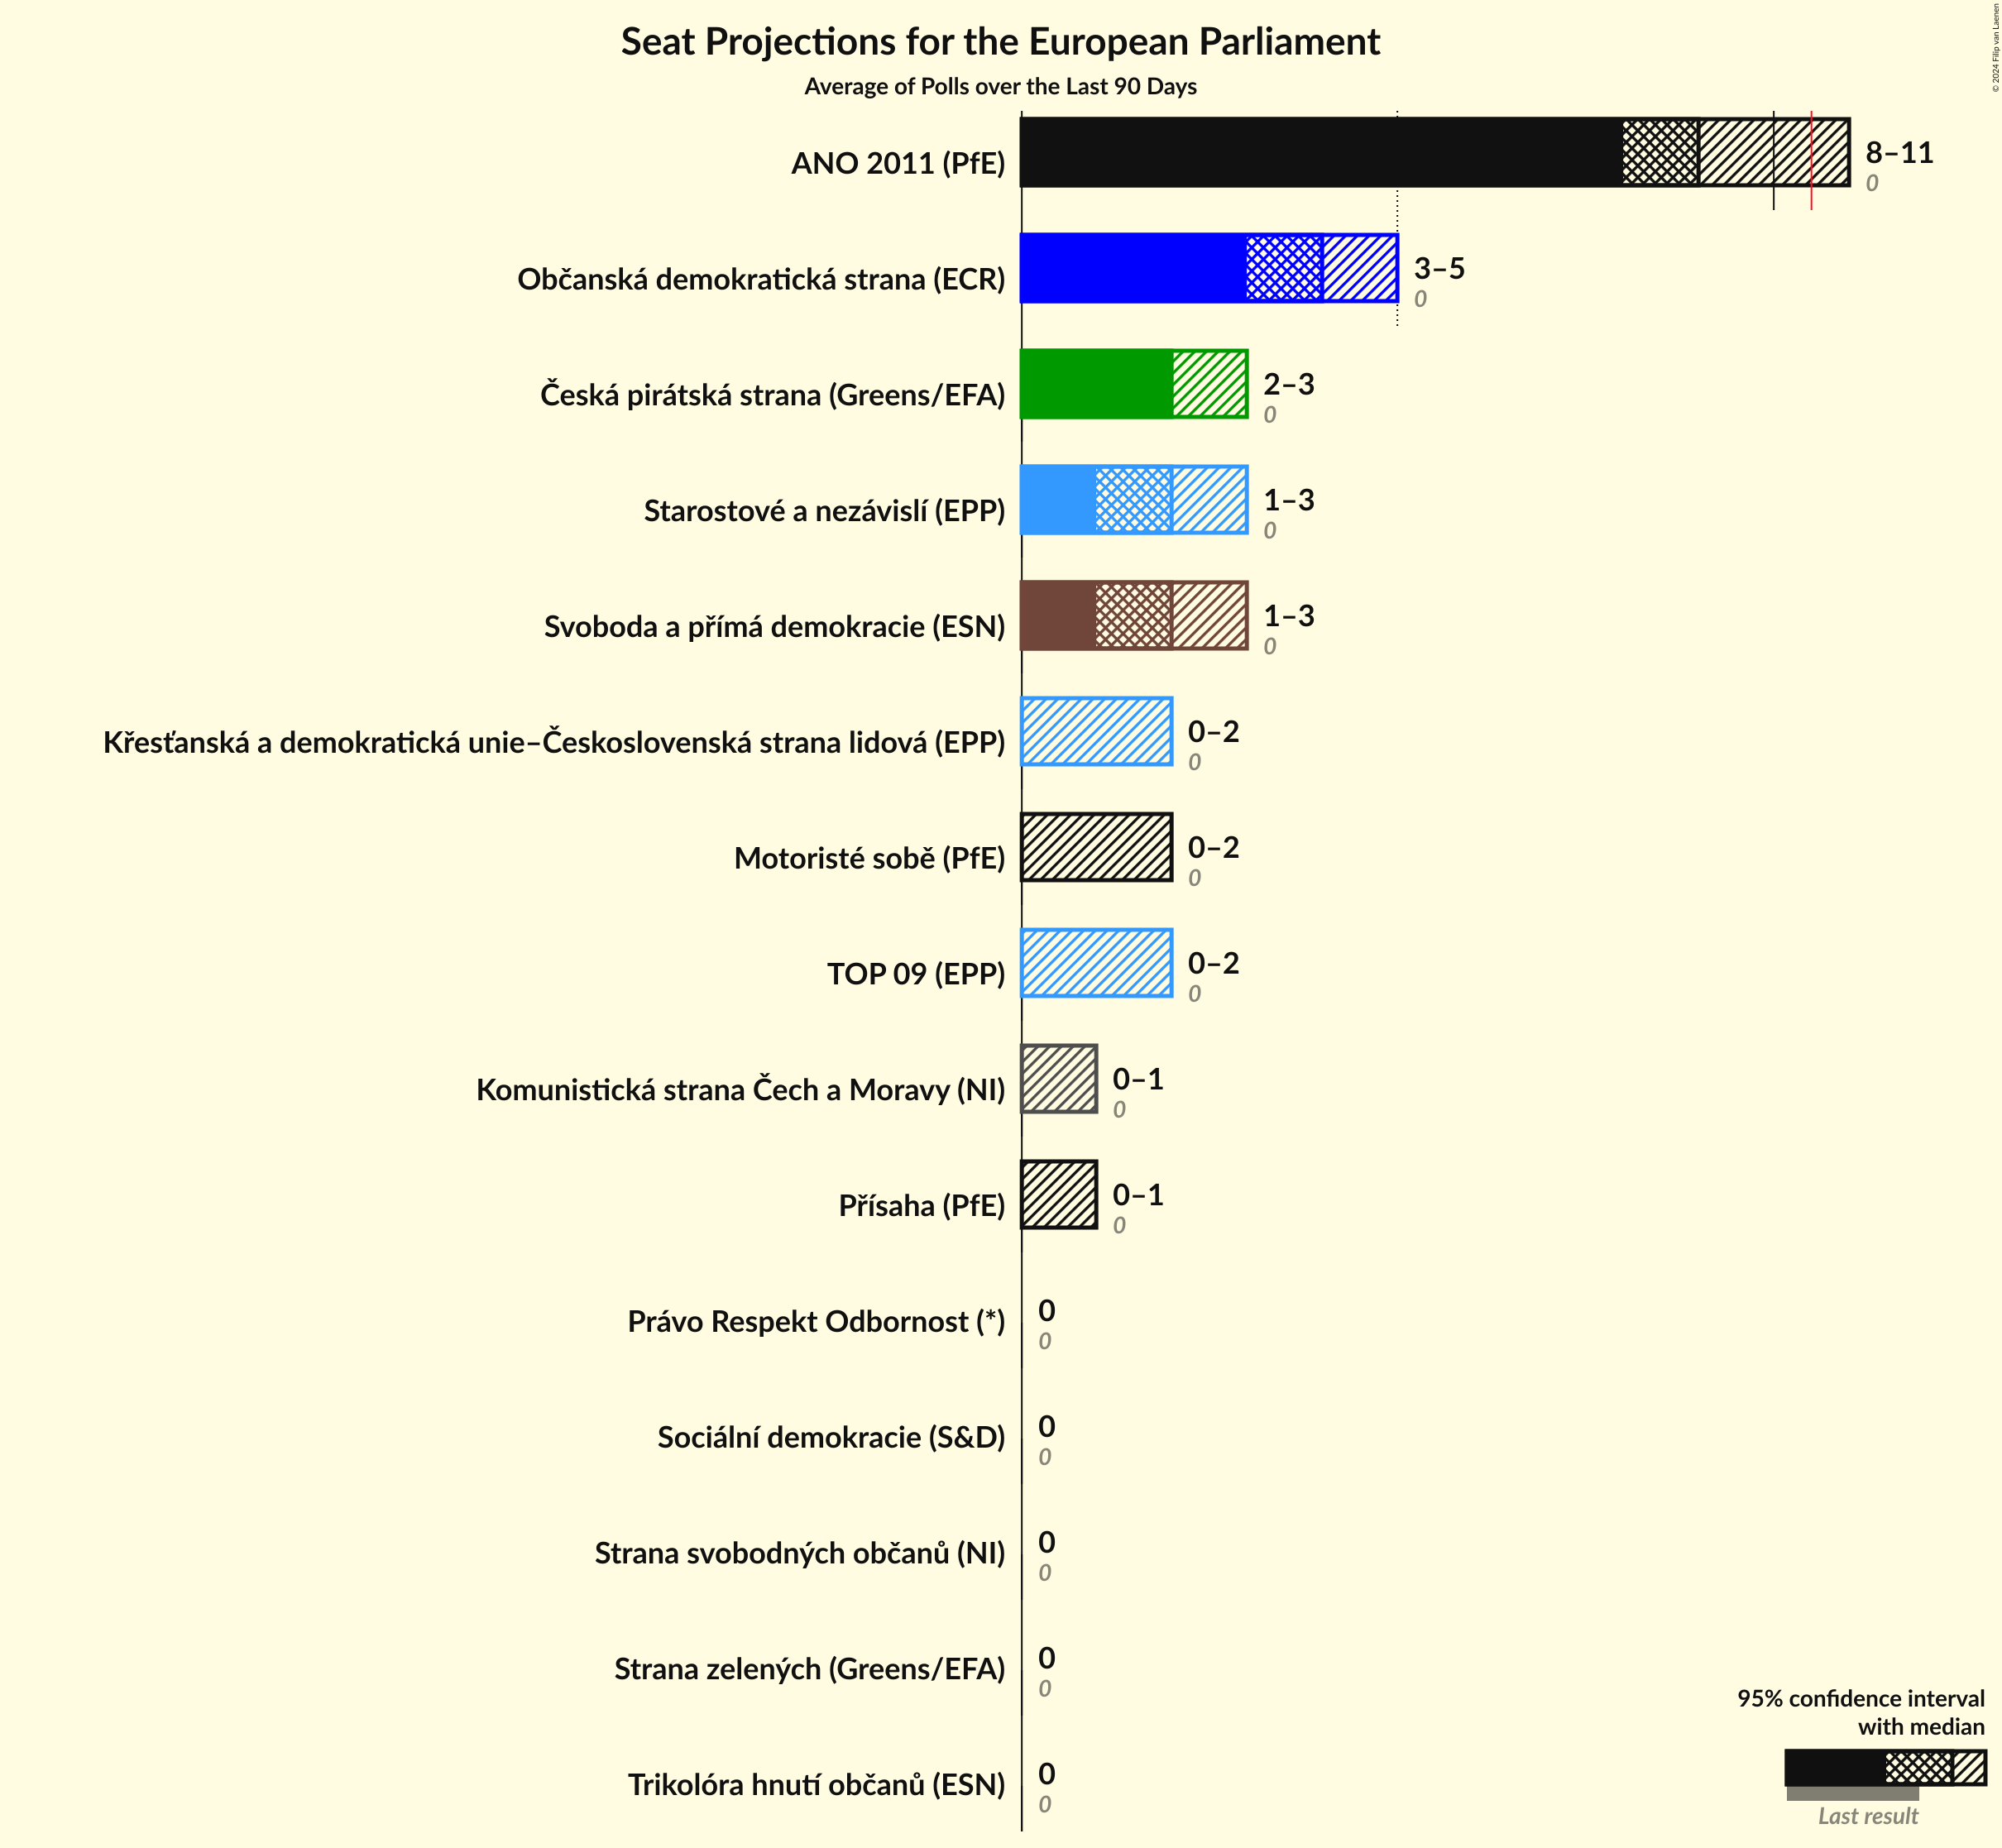 Seat Projections for the European Parliament
Average of Polls over the Last 90 Days
© 2024 Filip van Laenen
ANO 2011 (PfE)
8–11
0
Občanská demokratická strana (ECR)
3–5
0
Česká pirátská strana (Greens/EFA)
2–3
0
Starostové a nezávislí (EPP)
1–3
0
Svoboda a přímá demokracie (ESN)
1–3
0
Křesťanská a demokratická unie–Československá strana lidová (EPP)
0–2
0
Motoristé sobě (PfE)
0–2
0
TOP 09 (EPP)
0–2
0
Komunistická strana Čech a Moravy (NI)
0–1
0
Přísaha (PfE)
0–1
0
Právo Respekt Odbornost (*)
0
0
Sociální demokracie (S&D)
0
0
Strana svobodných občanů (NI)
0
0
Strana zelených (Greens/EFA)
0
0
Trikolóra hnutí občanů (ESN)
0
0
95% confidence interval
with median
Last result